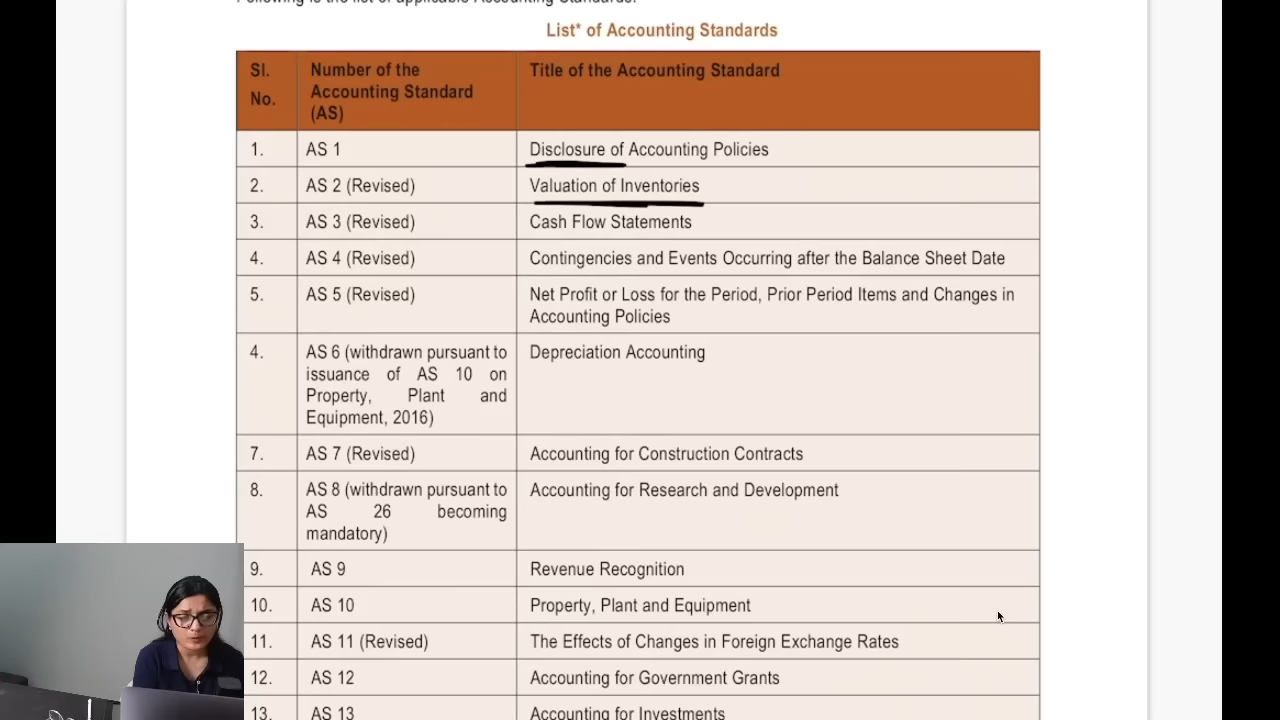 List* of Accounting Standards
Sl. No.
Number of the Accounting Standard (AS)
Title of the Accounting Standard
1. AS 1 Disclosure of Accounting Policies
2. AS 2 (Revised) Valuation of Inventories
3. AS 3 (Revised) Cash Flow Statements
4. AS 4 (Revised) Contingencies and Events Occurring after the Balance Sheet Date
5. AS 5 (Revised) Net Profit or Loss for the Period, Prior Period Items and Changes in
Accounting Policies
4. AS 6 (withdrawn pursuant to Depreciation Accounting
issuance of AS 10 on
Property, Plant and
Equipment, 2016)
7. AS 7 (Revised) Accounting for Construction Contracts
8. AS 8 (withdrawn pursuant to Accounting for Research and Development
AS 26 becoming
mandatory)
9. AS 9 Revenue Recognition
10. AS 10 Property, Plant and Equipment
11. AS 11 (Revised) The Effects of Changes in Foreign Exchange Rates
12. AS 12 Accounting for Government Grants
13. AS 13 Accounting for Investments